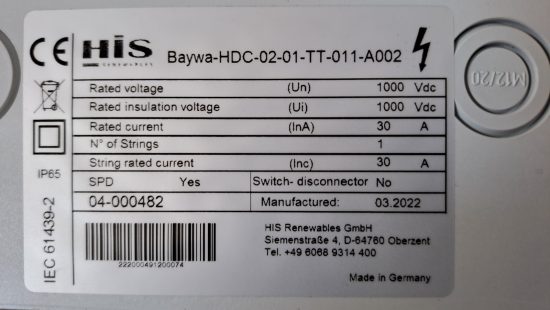 CE HIS RENEWABLES
Baywa-HDC-02-01-TT-011-A002
Rated voltage (Un) 1000 Vdc
Rated insulation voltage (Ui) 1000 Vdc
Rated current (InA) 30 A
N° of Strings 1
String rated current (Inc) 30 A
SPD Yes Switch- disconnector No
04-000482 Manufactured: 03.2022
IP65
IEC 61439-2
HIS Renewables GmbH
Siemenstraße 4, D-64760 Oberzent
Tel. +49 6068 9314 400
222000491200074
Made in Germany
M12/20